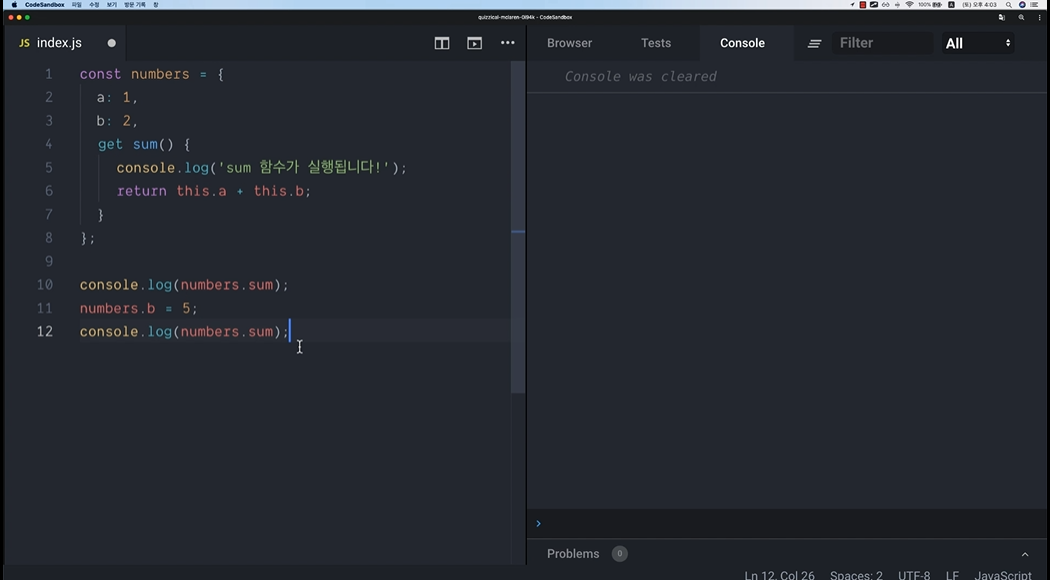 CodeSandbox 파일 수정 보기 방문 기록 창
100% (토) 오후 4:03
quizzical-mclaren-0l94k - CodeSandbox
JS index.js
Browser Tests Console Filter All
1 const numbers = {
2 a: 1,
3 b: 2,
4 get sum() {
5 console.log('sum 함수가 실행됩니다!');
6 return this.a + this.b;
7 }
8 };
9
10 console.log(numbers.sum);
11 numbers.b = 5;
12 console.log(numbers.sum);
Console was cleared
›
Problems 0
Ln 12, Col 26 Spaces: 2 UTF-8 LF JavaScript